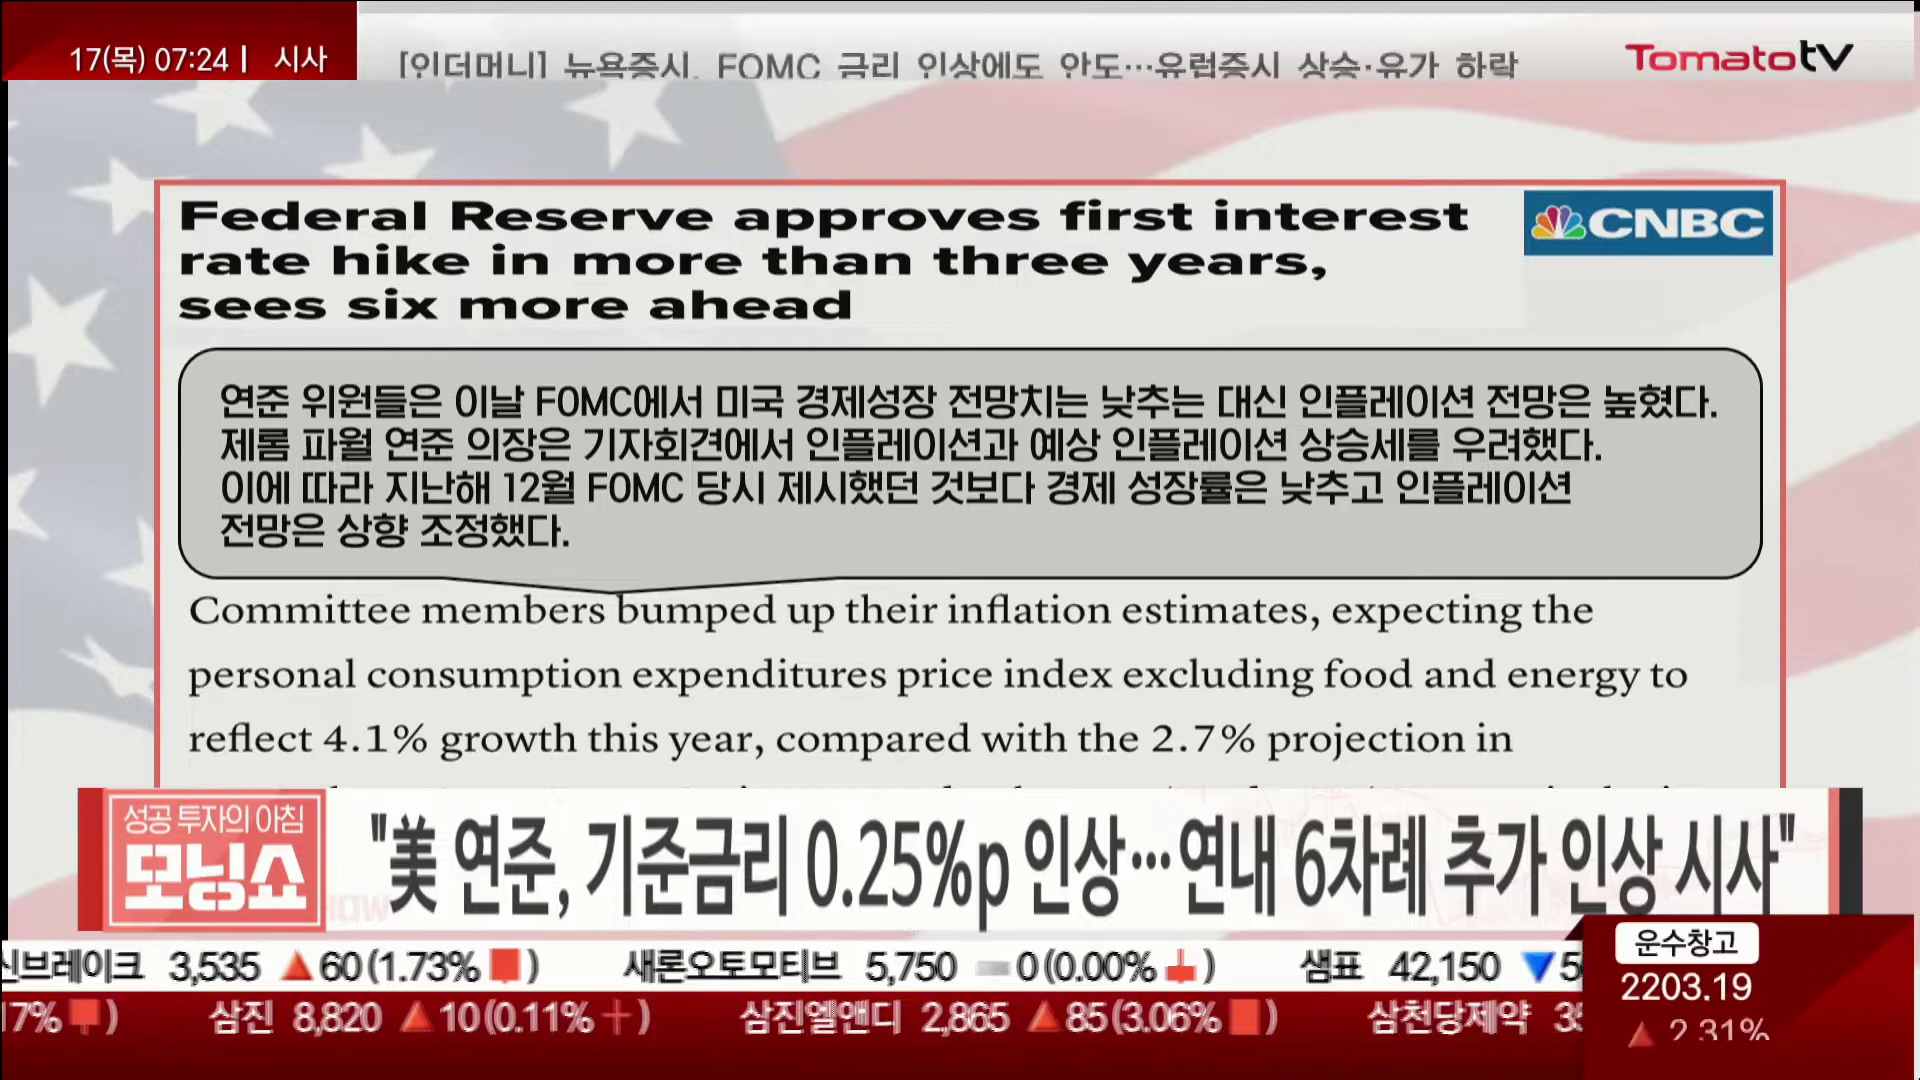 17(목) 07:24 | 시사
[인더머니] 뉴욕증시, FOMC 금리 인상에도 안도…유럽증시 상승·유가 하락
Tomatotv
Federal Reserve approves first interest
rate hike in more than three years,
sees six more ahead
CNBC
연준 위원들은 이날 FOMC에서 미국 경제성장 전망치는 낮추는 대신 인플레이션 전망은 높혔다.
제롬 파월 연준 의장은 기자회견에서 인플레이션과 예상 인플레이션 상승세를 우려했다.
이에 따라 지난해 12월 FOMC 당시 제시했던 것보다 경제 성장률은 낮추고 인플레이션
전망은 상향 조정했다.
Committee members bumped up their inflation estimates, expecting the
personal consumption expenditures price index excluding food and energy to
reflect 4.1% growth this year, compared with the 2.7% projection in
성공 투자의 아침
모닝쇼
"美 연준, 기준금리 0.25%p 인상…연내 6차례 추가 인상 시사"
신브레이크 3,535 ▲60(1.73%) 새론오토모티브 5,750 0(0.00%) 샘표 42,150 ▼5
17%) 삼진 8,820 ▲10(0.11%) 삼진엘앤디 2,865 ▲85(3.06%) 삼천당제약
운수창고
2203.19
▲ 2.31%